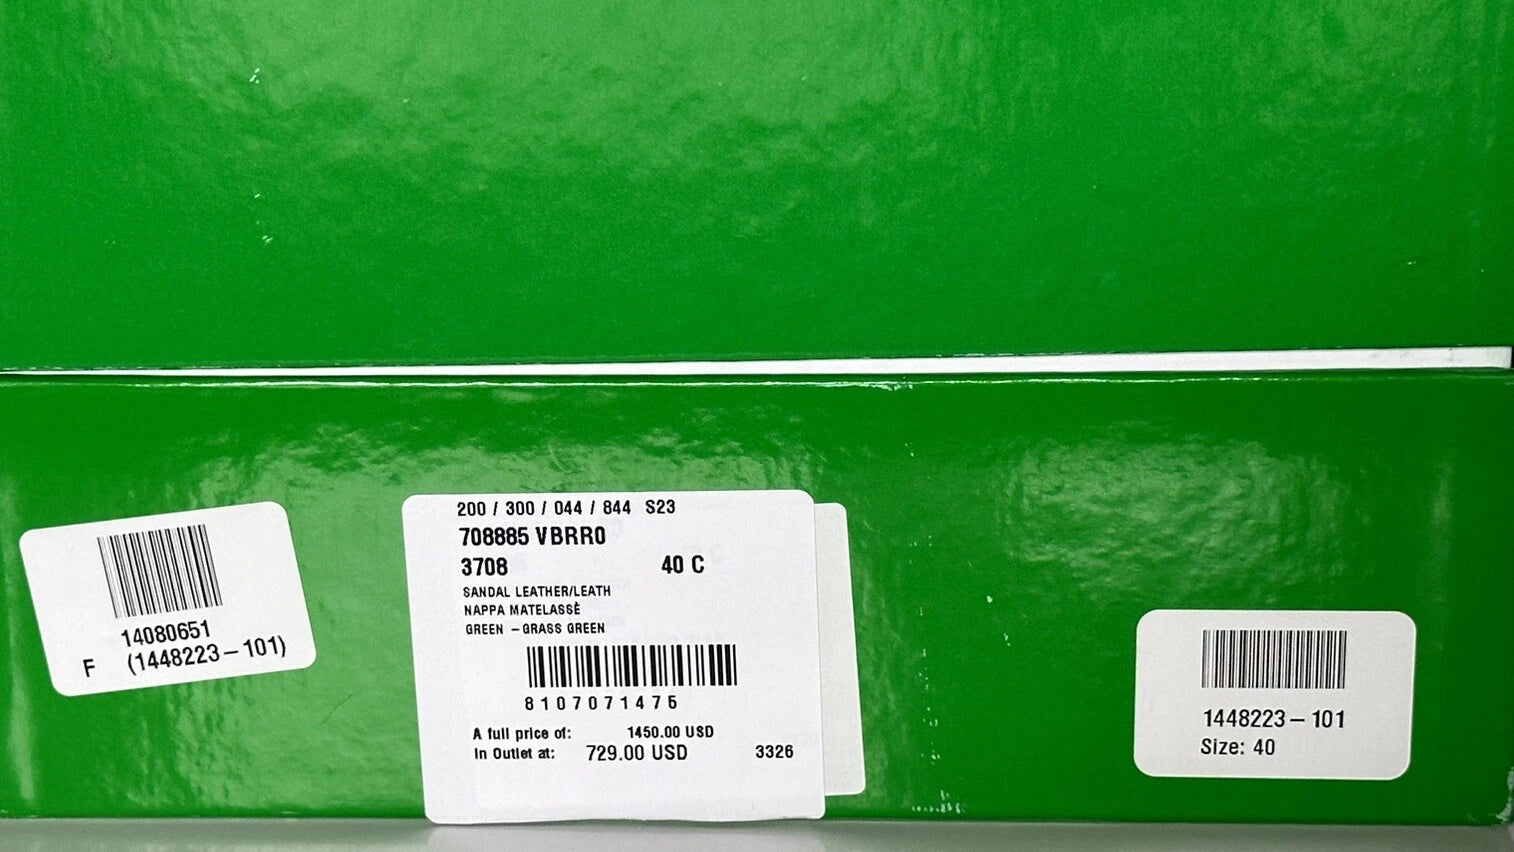 14080651
F (1448223-101)
200 / 300 / 044 / 844 S23
708885 VBRR0
3708 40 C
SANDAL LEATHER/LEATH
NAPPA MATELASSÈ
GREEN -GRASS GREEN
8107071475
A full price of: 1450.00 USD
In Outlet at: 729.00 USD 3326
1448223-101
Size: 40